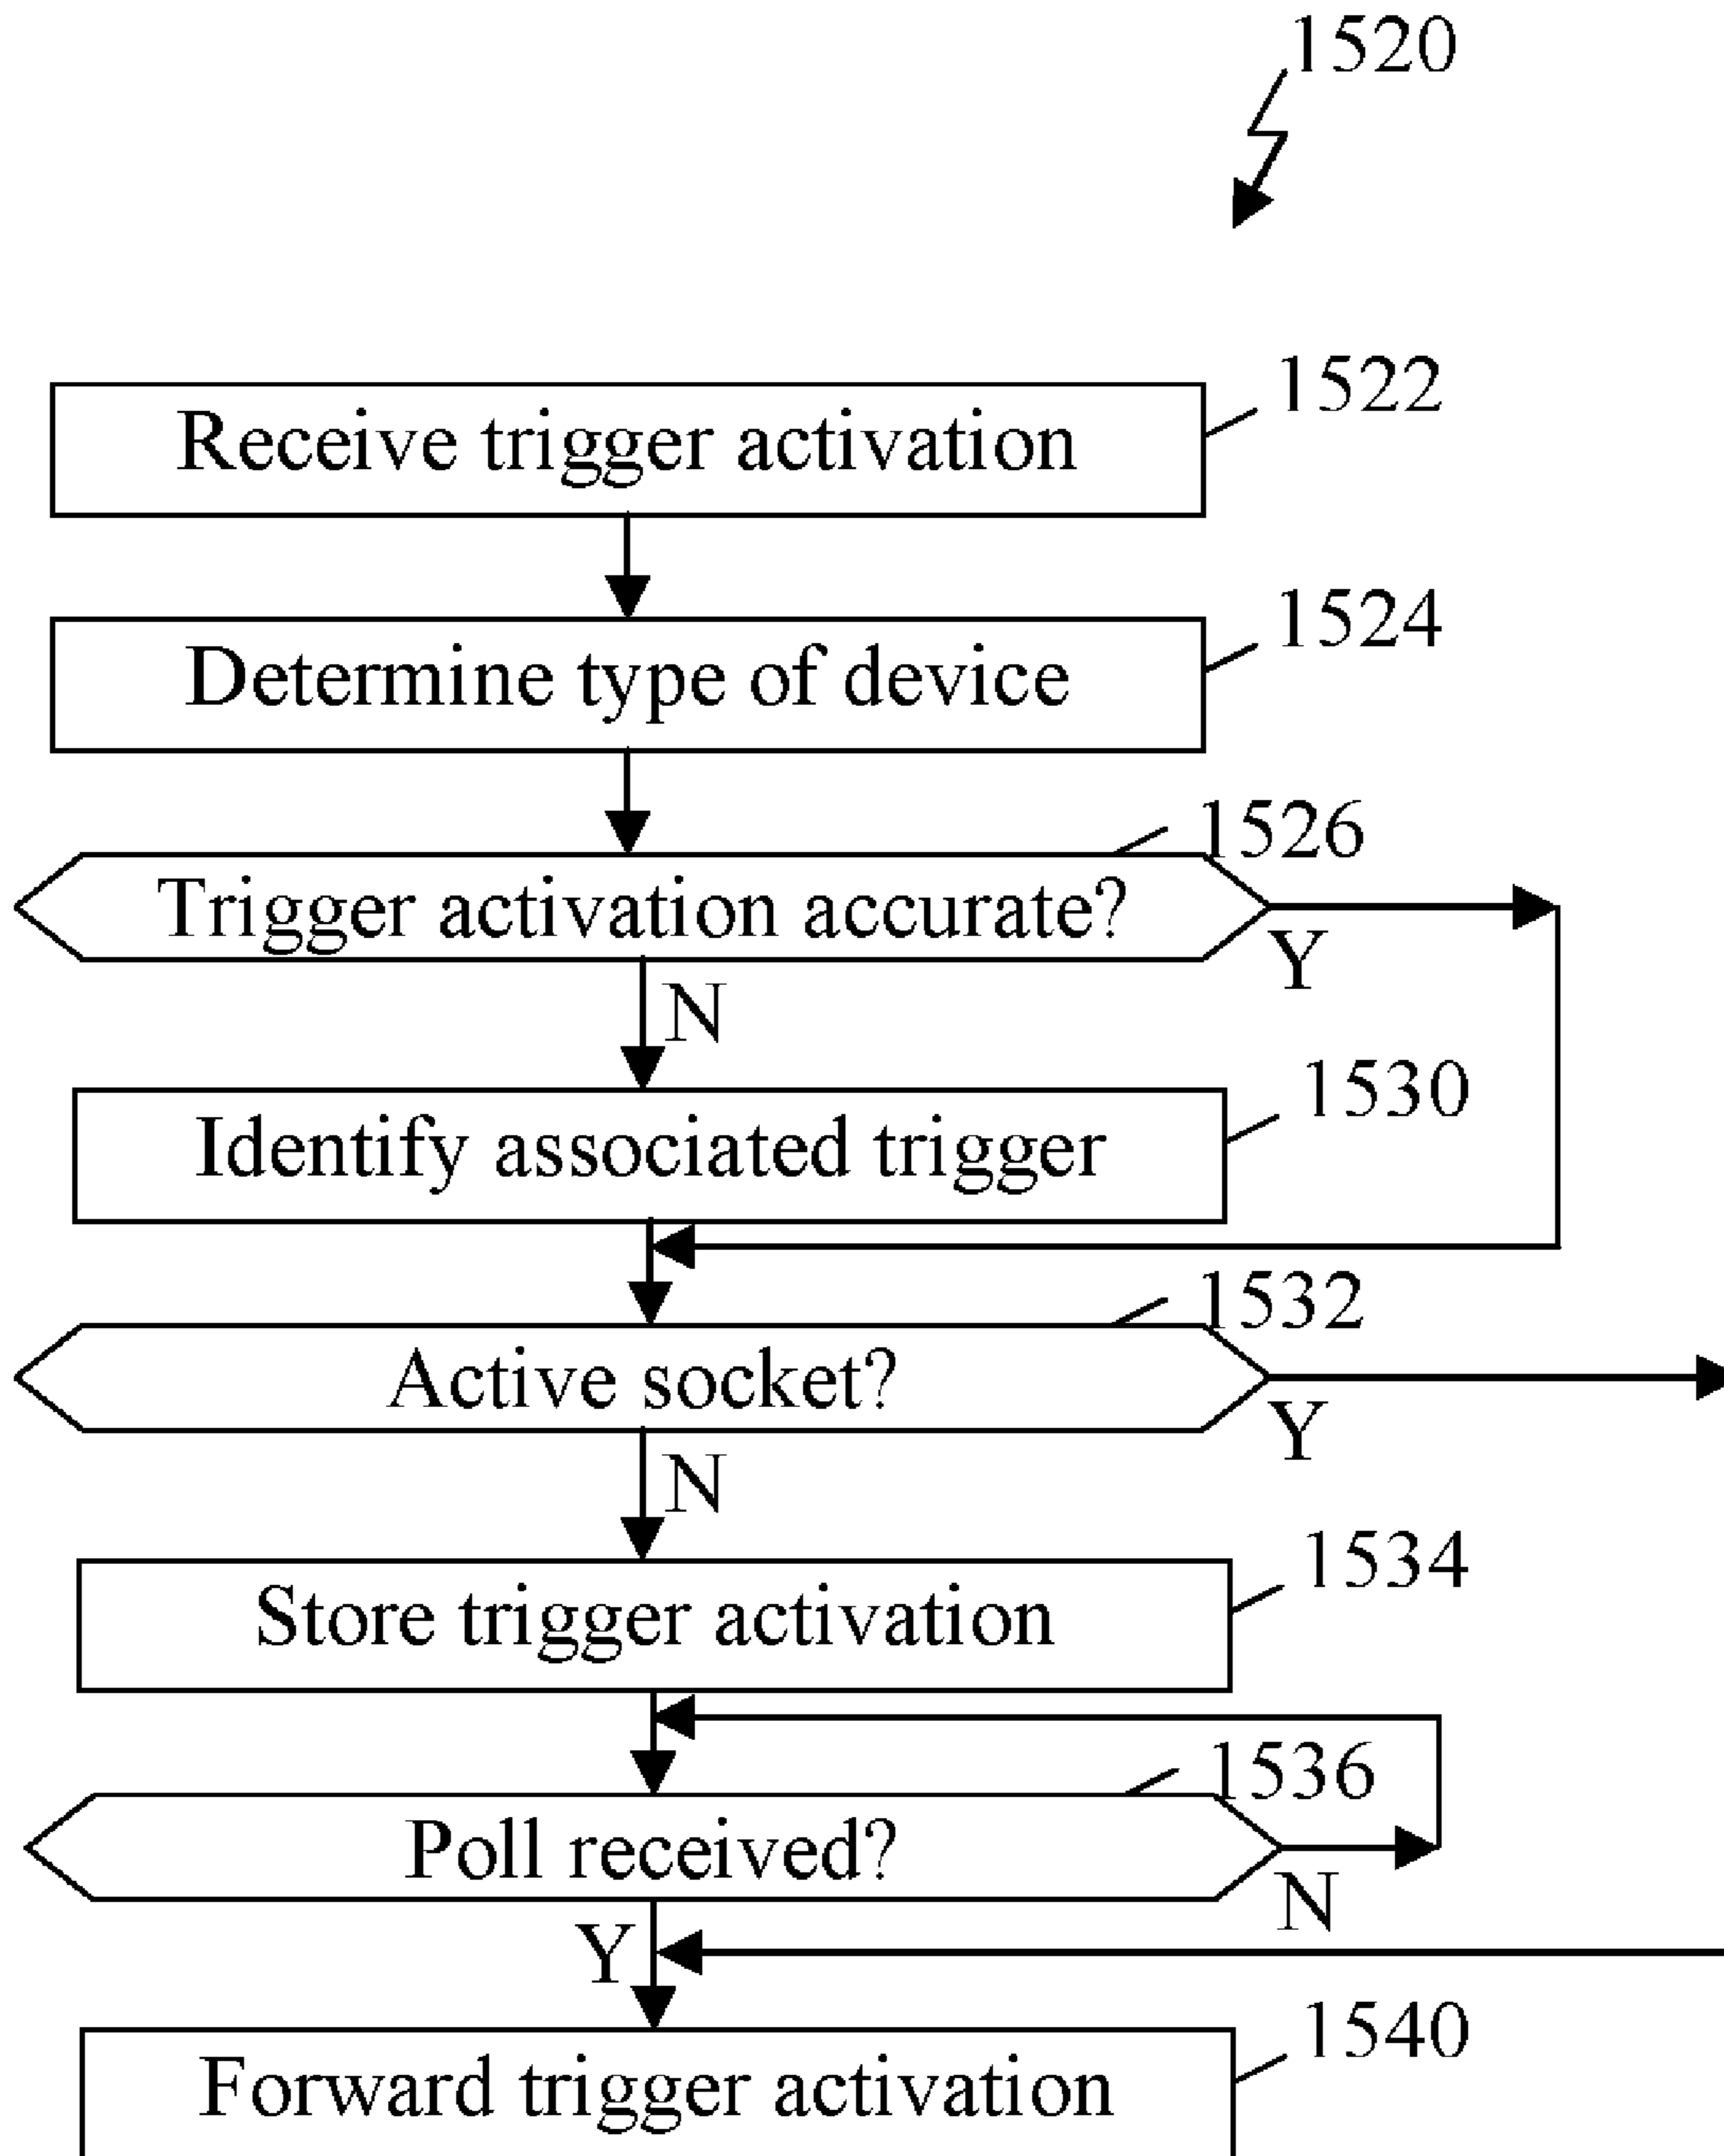 1520
1522
Receive trigger activation
1524
Determine type of device
1526
Trigger activation accurate?
Y
N
1530
Identify associated trigger
1532
Active socket?
Y
N
1534
Store trigger activation
1536
Poll received?
N
Y
1540
Forward trigger activation